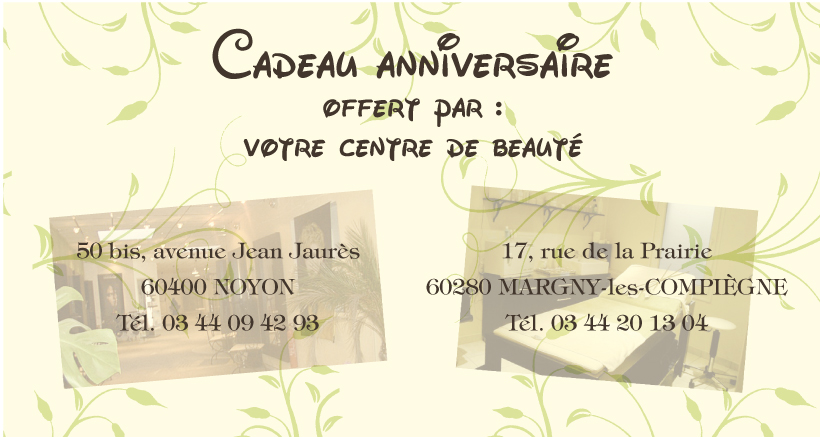 Cadeau anniversaire
offert par :
votre centre de beauté
50 bis, avenue Jean Jaurès
60400 NOYON
Tél. 03 44 09 42 93
17, rue de la Prairie
60280 MARGNY-les-COMPIÈGNE
Tél. 03 44 20 13 04